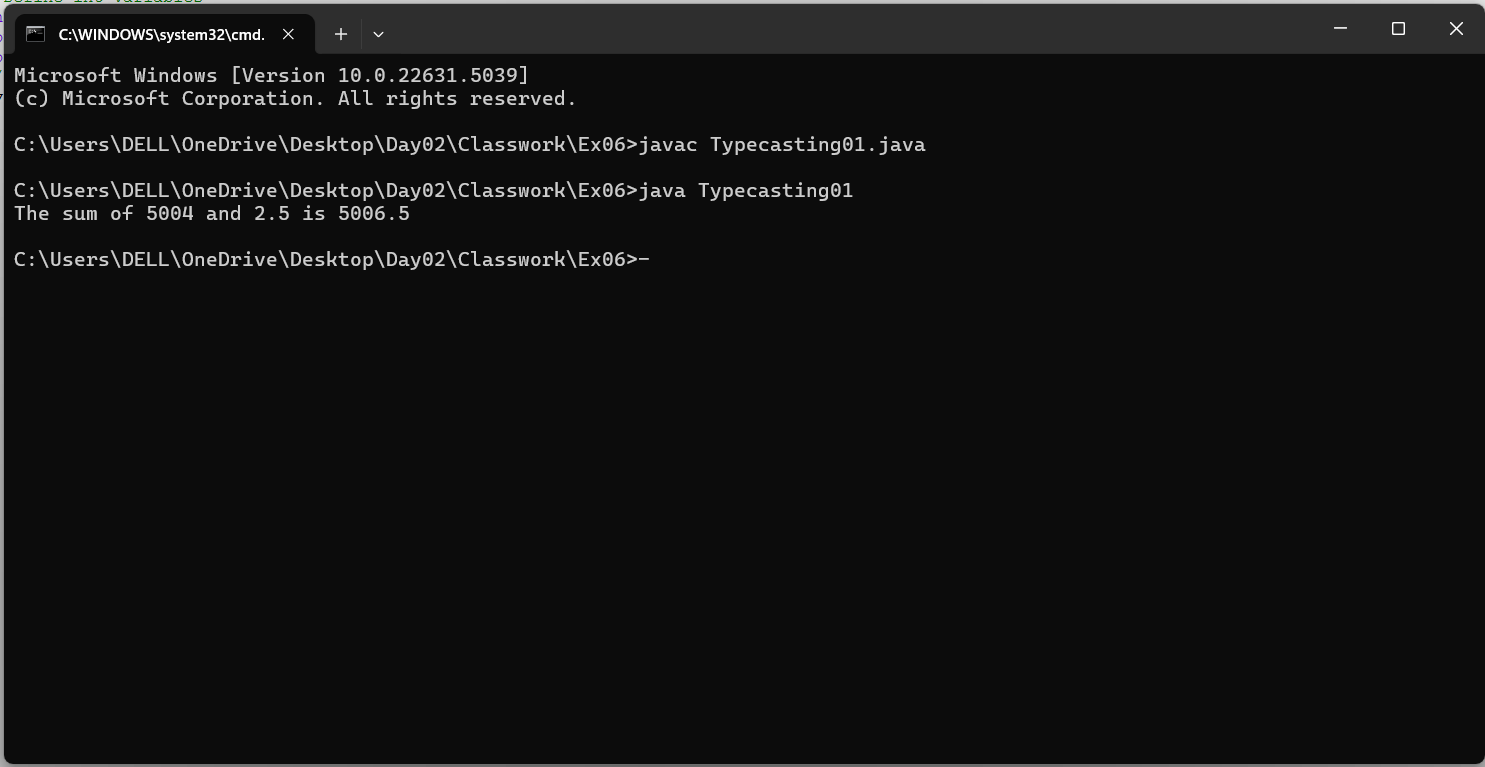 C:\WINDOWS\system32\cmd.
Microsoft Windows [Version 10.0.22631.5039]
(c) Microsoft Corporation. All rights reserved.
C:\Users\DELL\OneDrive\Desktop\Day02\Classwork\Ex06>javac Typecasting01.java
C:\Users\DELL\OneDrive\Desktop\Day02\Classwork\Ex06>java Typecasting01
The sum of 5004 and 2.5 is 5006.5
C:\Users\DELL\OneDrive\Desktop\Day02\Classwork\Ex06>